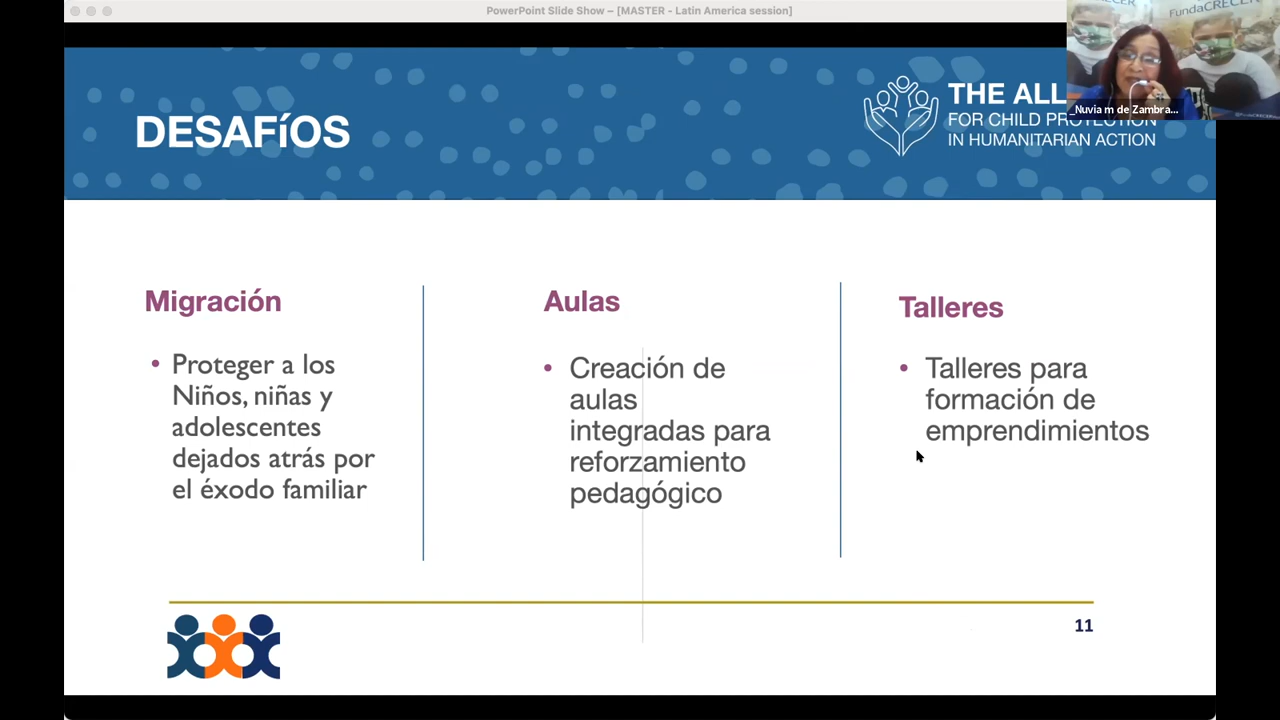 PowerPoint Slide Show – [MASTER - Latin America session]
FundaCRECER
_Nuvia m de Zambra...
DESAFíOS
THE ALL
FOR CHILD PROTECTION
IN HUMANITARIAN ACTION
Migración
• Proteger a los
Niños, niñas y
adolescentes
dejados atrás por
el éxodo familiar
Aulas
• Creación de
aulas
integradas para
reforzamiento
pedagógico
Talleres
• Talleres para
formación de
emprendimientos
11